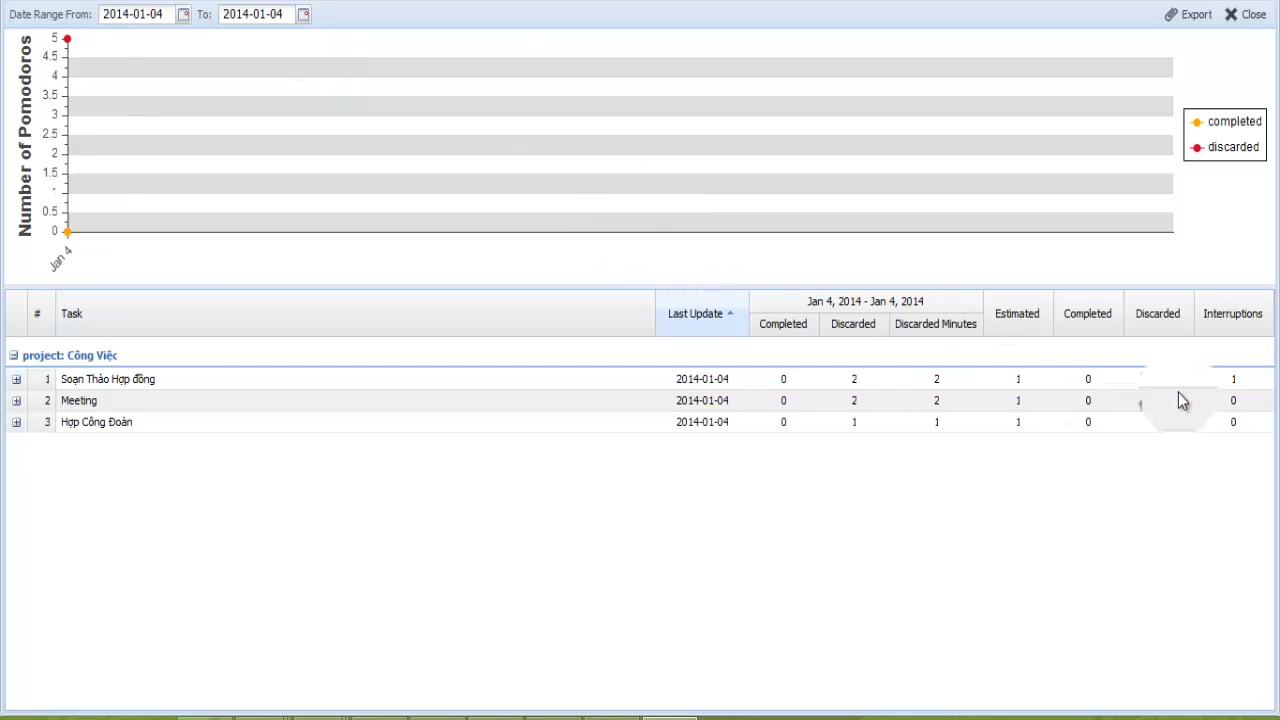 Date Range From: 2014-01-04 To: 2014-01-04 Export Close
Number of Pomodoros
5
4.5
4
3.5
3
2.5
2
1.5
1
0.5
0
Jan 4
completed
discarded
# Task Last Update Jan 4, 2014 - Jan 4, 2014 Estimated Completed Discarded Interruptions
Completed Discarded Discarded Minutes
project: Công Việc
1 Soạn Thảo Hợp đồng 2014-01-04 0 2 2 1 0 1
2 Meeting 2014-01-04 0 2 2 1 0 0
3 Họp Công Đoàn 2014-01-04 0 1 1 1 0 0